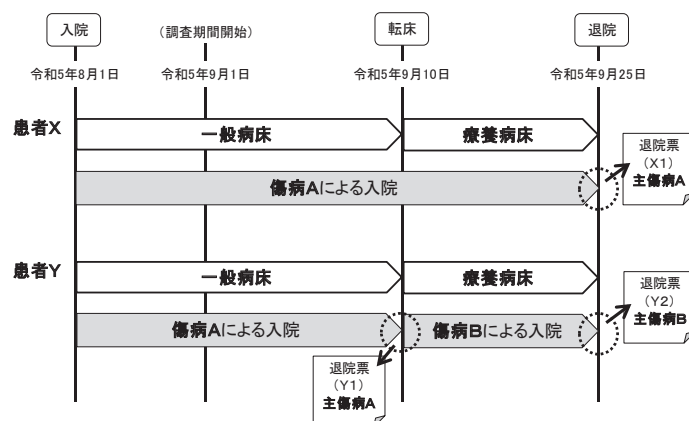 入院
(調査期間開始)
転床
退院
令和5年8月1日
令和5年9月1日
令和5年9月10日
令和5年9月25日
患者X
一般病床
療養病床
退院票
(X1)
主傷病A
傷病Aによる入院
患者Y
一般病床
療養病床
退院票
(Y2)
主傷病B
傷病Aによる入院
傷病Bによる入院
退院票
(Y1)
主傷病A